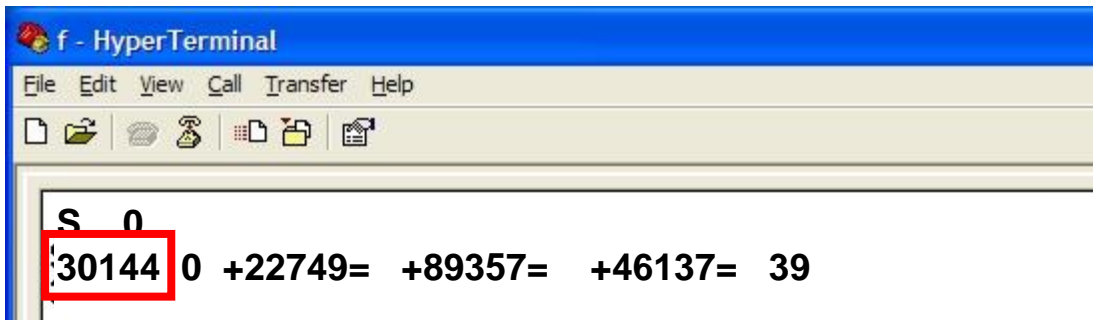 f - HyperTerminal
File Edit View Call Transfer Help
S 0
30144 0 +22749= +89357= +46137= 39